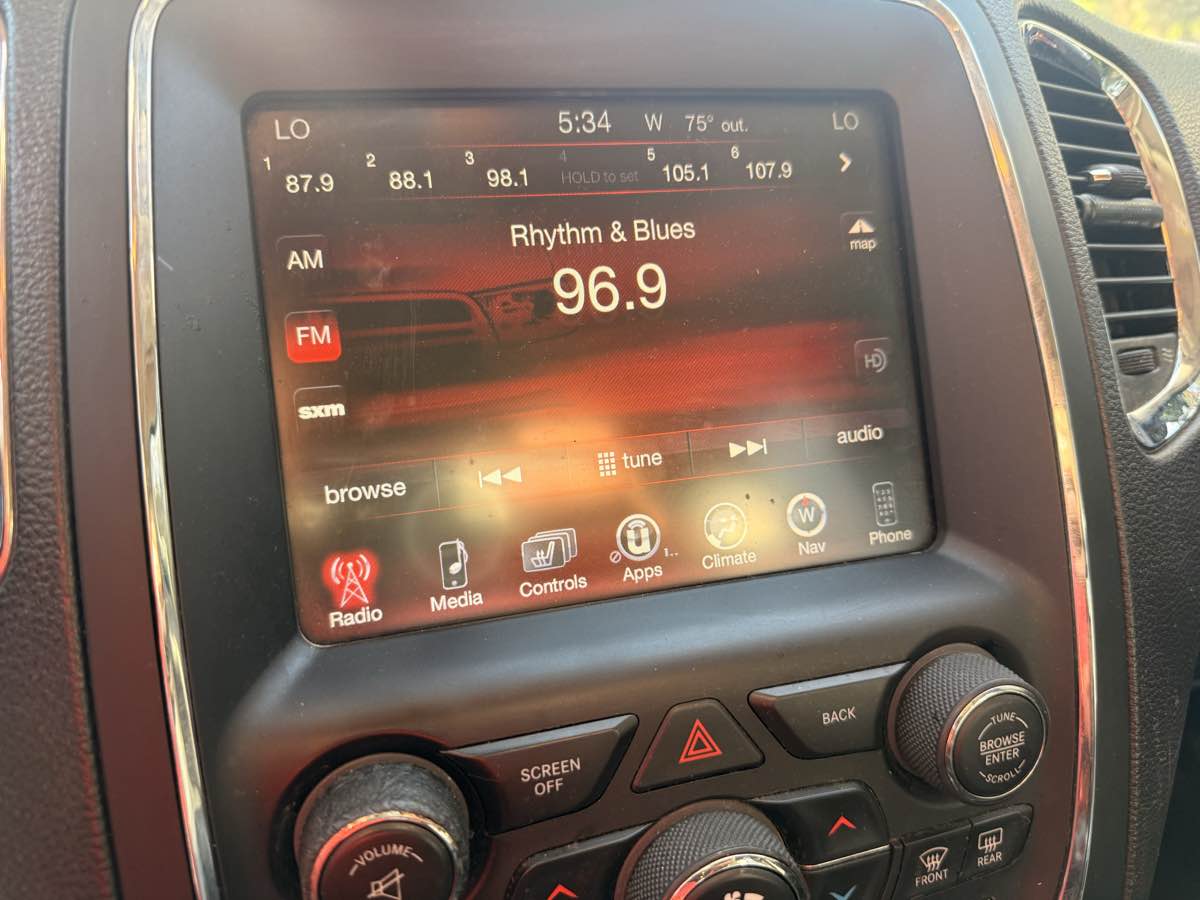 LO 5:34 W 75° out. LO
1 87.9 2 88.1 3 98.1 4 HOLD to set 5 105.1 6 107.9
Rhythm & Blues
map
AM
96.9
FM
HD
sxm
browse tune audio
Radio Media Controls Apps 1.. Climate W Nav Phone
SCREEN
OFF
BACK
TUNE
BROWSE
ENTER
SCROLL
VOLUME
FRONT
REAR